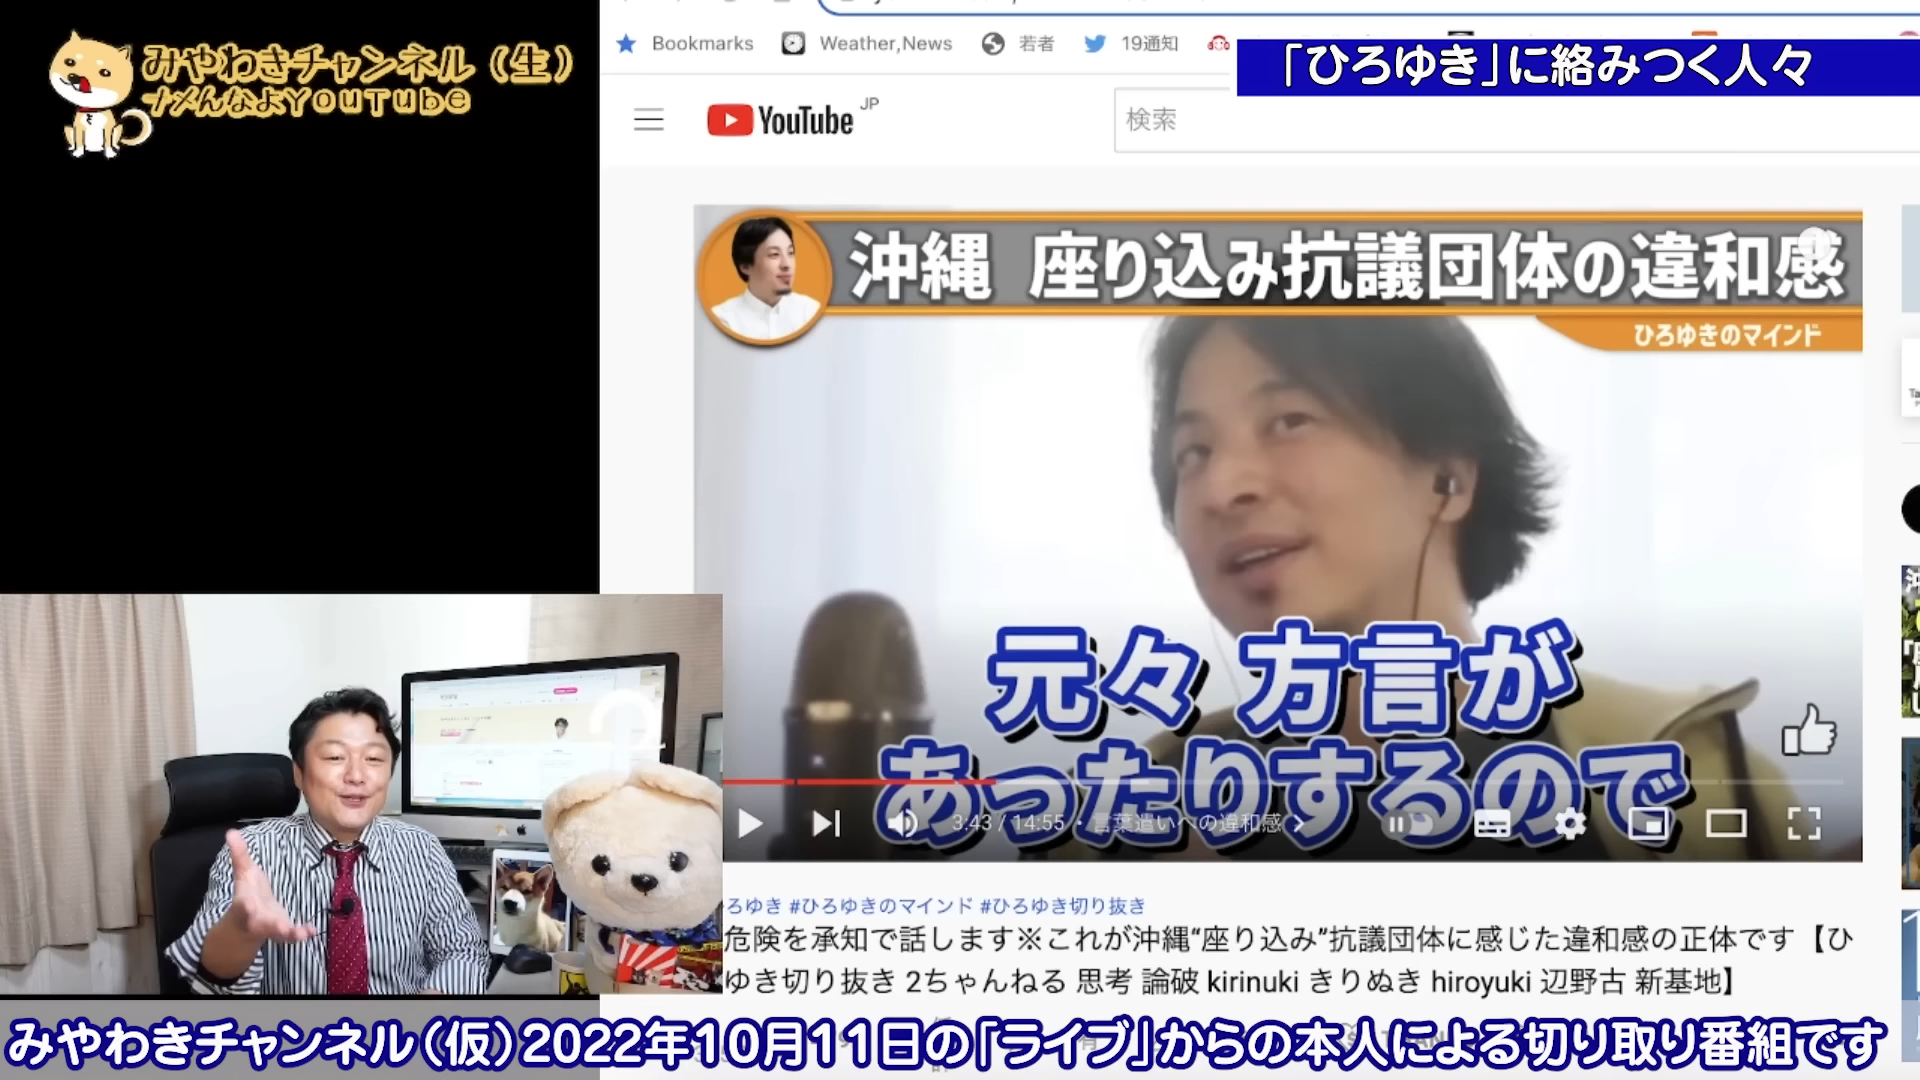 みやわきチャンネル（生）
ナメんなよYouTube
Bookmarks
Weather,News
若者
19通知
「ひろゆき」に絡みつく人々
YouTube JP
検索
沖縄 座り込み抗議団体の違和感
ひろゆきのマインド
元々 方言が
あったりするので
3:43 / 14:55 • 言葉遣いへの違和感
ろゆき #ひろゆきのマインド #ひろゆき切り抜き
危険を承知で話します※これが沖縄“座り込み”抗議団体に感じた違和感の正体です【ひ
ゆき切り抜き 2ちゃんねる 思考 論破 kirinuki きりぬき hiroyuki 辺野古 新基地】
みやわきチャンネル（仮）2022年10月11日の「ライブ」からの本人による切り取り番組です